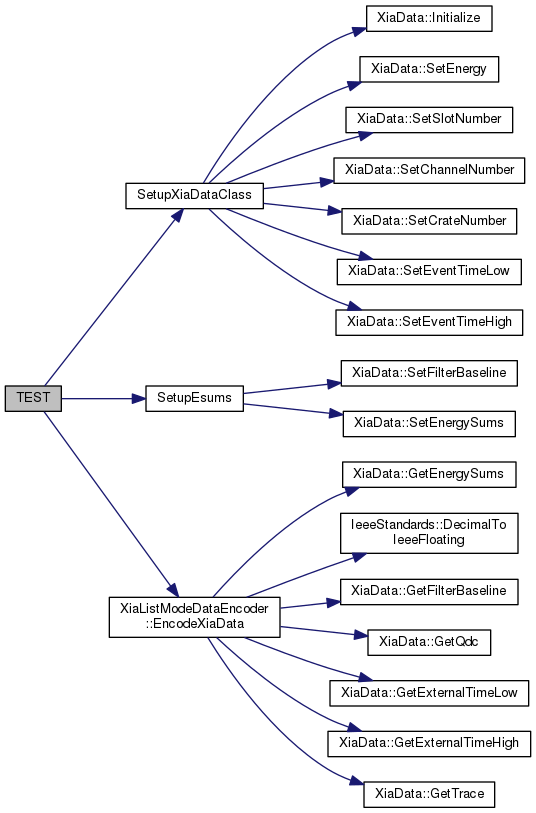 XiaData::Initialize
XiaData::SetEnergy
XiaData::SetSlotNumber
XiaData::SetChannelNumber
SetupXiaDataClass
XiaData::SetCrateNumber
XiaData::SetEventTimeLow
XiaData::SetEventTimeHigh
XiaData::SetFilterBaseline
TEST
SetupEsums
XiaData::SetEnergySums
XiaData::GetEnergySums
IeeeStandards::DecimalTo
IeeeFloating
XiaData::GetFilterBaseline
XiaListModeDataEncoder
::EncodeXiaData
XiaData::GetQdc
XiaData::GetExternalTimeLow
XiaData::GetExternalTimeHigh
XiaData::GetTrace